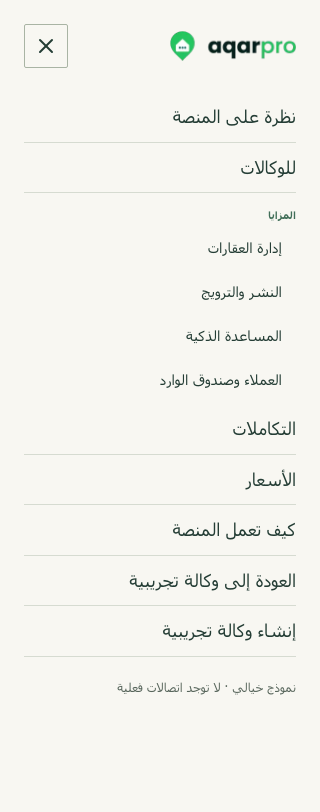 aqarpro
نظرة على المنصة
للوكالات
المزايا
إدارة العقارات
النشر والترويج
المساعدة الذكية
العملاء وصندوق الوارد
التكاملات
الأسعار
كيف تعمل المنصة
العودة إلى وكالة تجريبية
إنشاء وكالة تجريبية
نموذج خيالي · لا توجد اتصالات فعلية